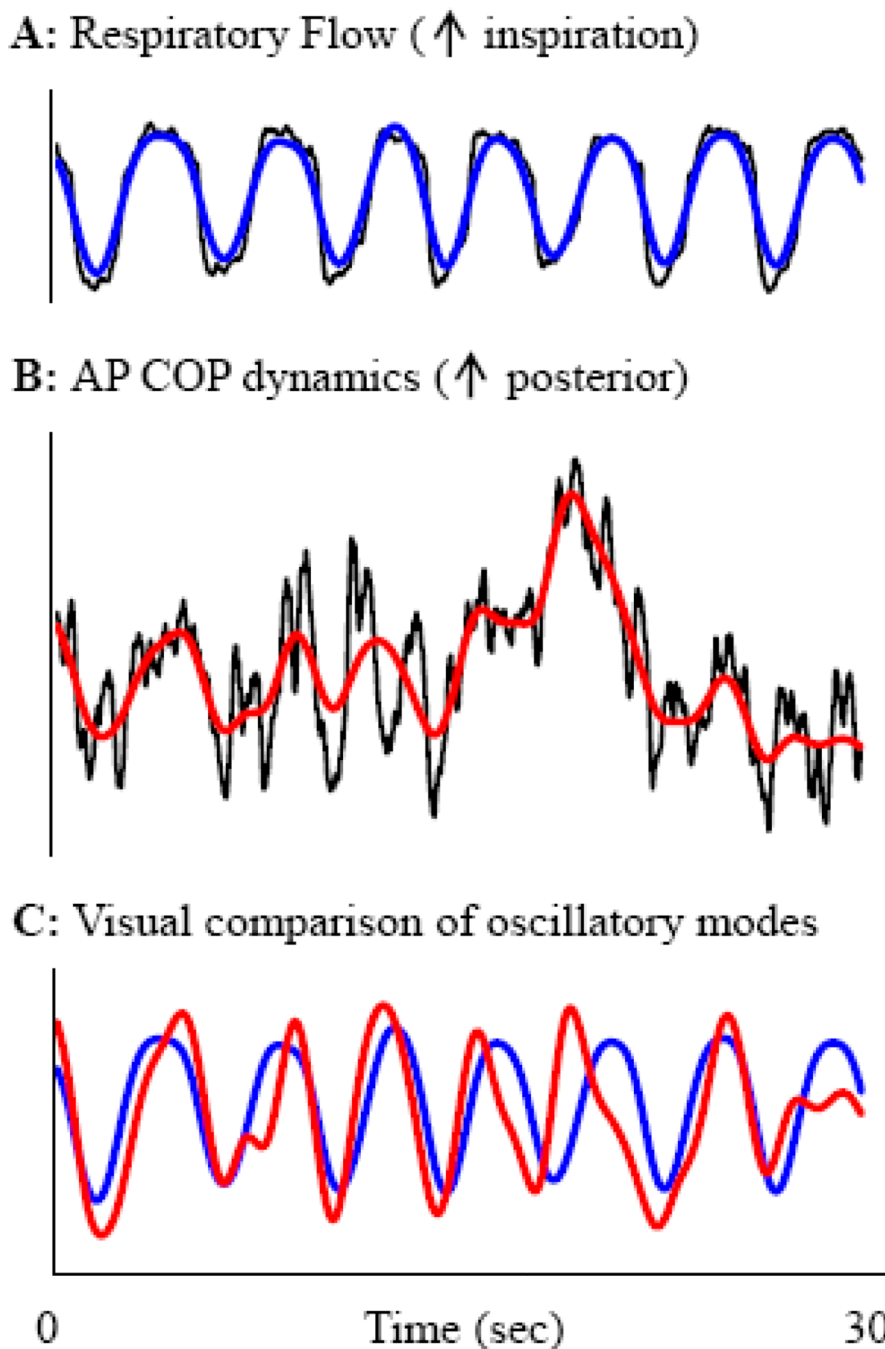 A: Respiratory Flow (↑ inspiration)
B: AP COP dynamics (↑ posterior)
C: Visual comparison of oscillatory modes
0 Time (sec) 30